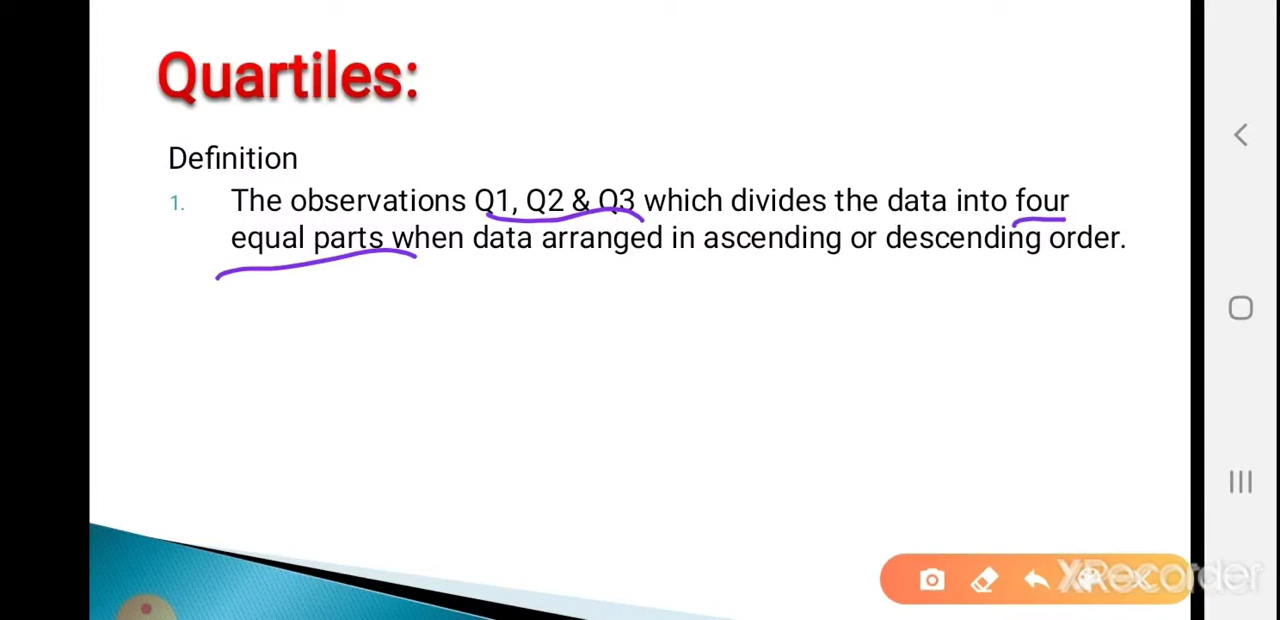 Quartiles:
Definition
1. The observations Q1, Q2 & Q3 which divides the data into four
equal parts when data arranged in ascending or descending order.
XRecorder